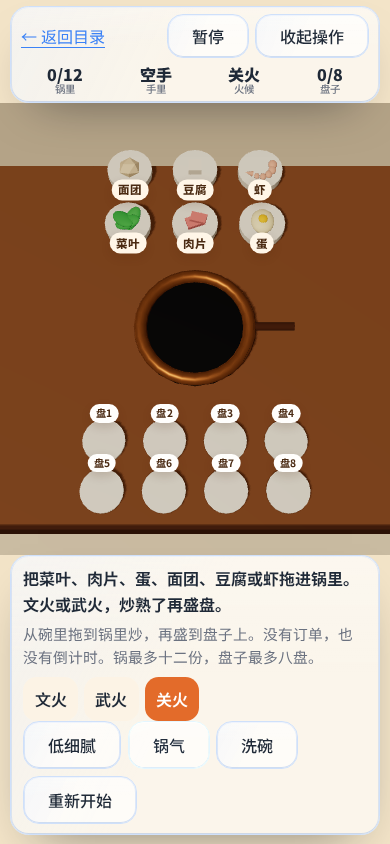 ← 返回目录
暂停
收起操作
0/12
空手
关火
0/8
锅里
手里
火候
盘子
面团
豆腐
虾
菜叶
肉片
蛋
盘1
盘2
盘3
盘4
盘5
盘6
盘7
盘8
把菜叶、肉片、蛋、面团、豆腐或虾拖进锅里。
文火或武火，炒熟了再盛盘。
从碗里拖到锅里炒，再盛到盘子上。没有订单，也
没有倒计时。锅最多十二份，盘子最多八盘。
文火
武火
关火
低细腻
锅气
洗碗
重新开始